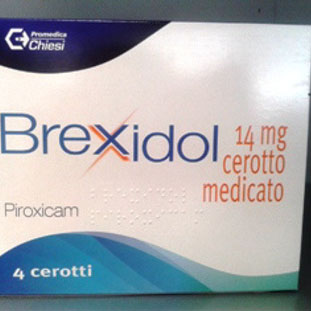 Promedica
Chiesi
Brexidol
14 mg
cerotto
medicato
Piroxicam
4 cerotti